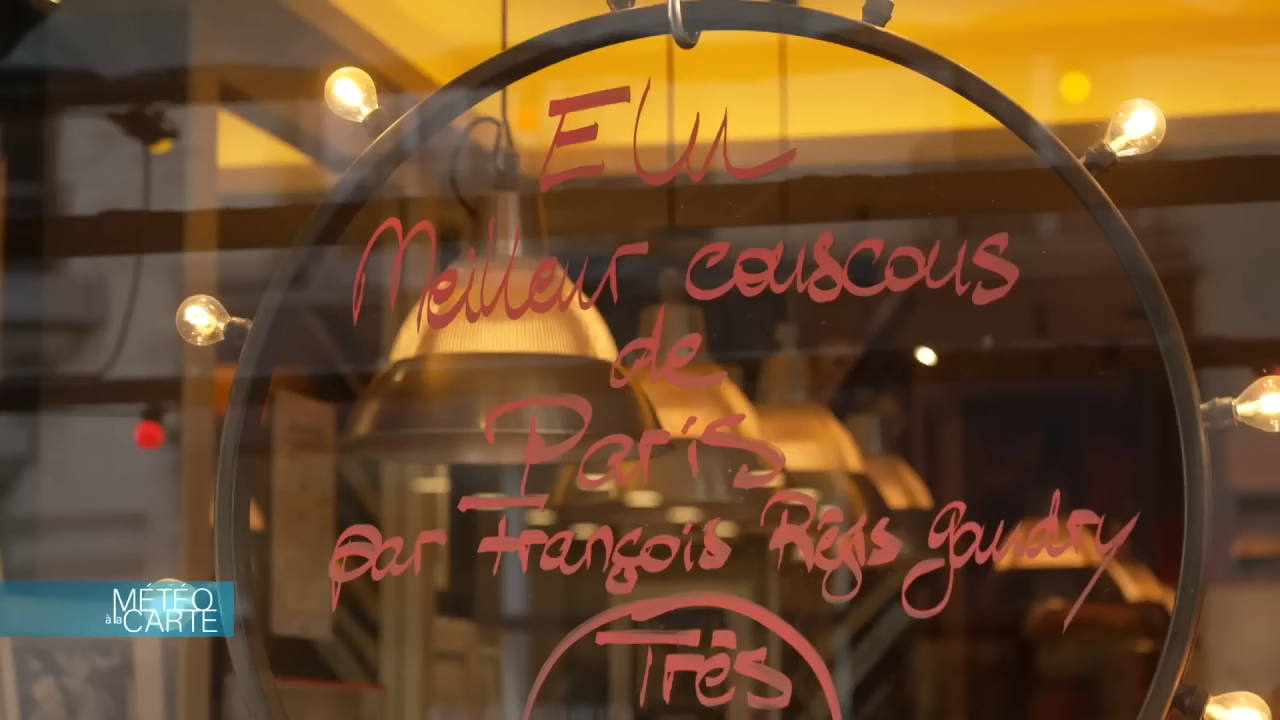 Elu
Meilleur couscous
de
Paris
par François Régis gaudry
Très
MÉTÉO
à la CARTE